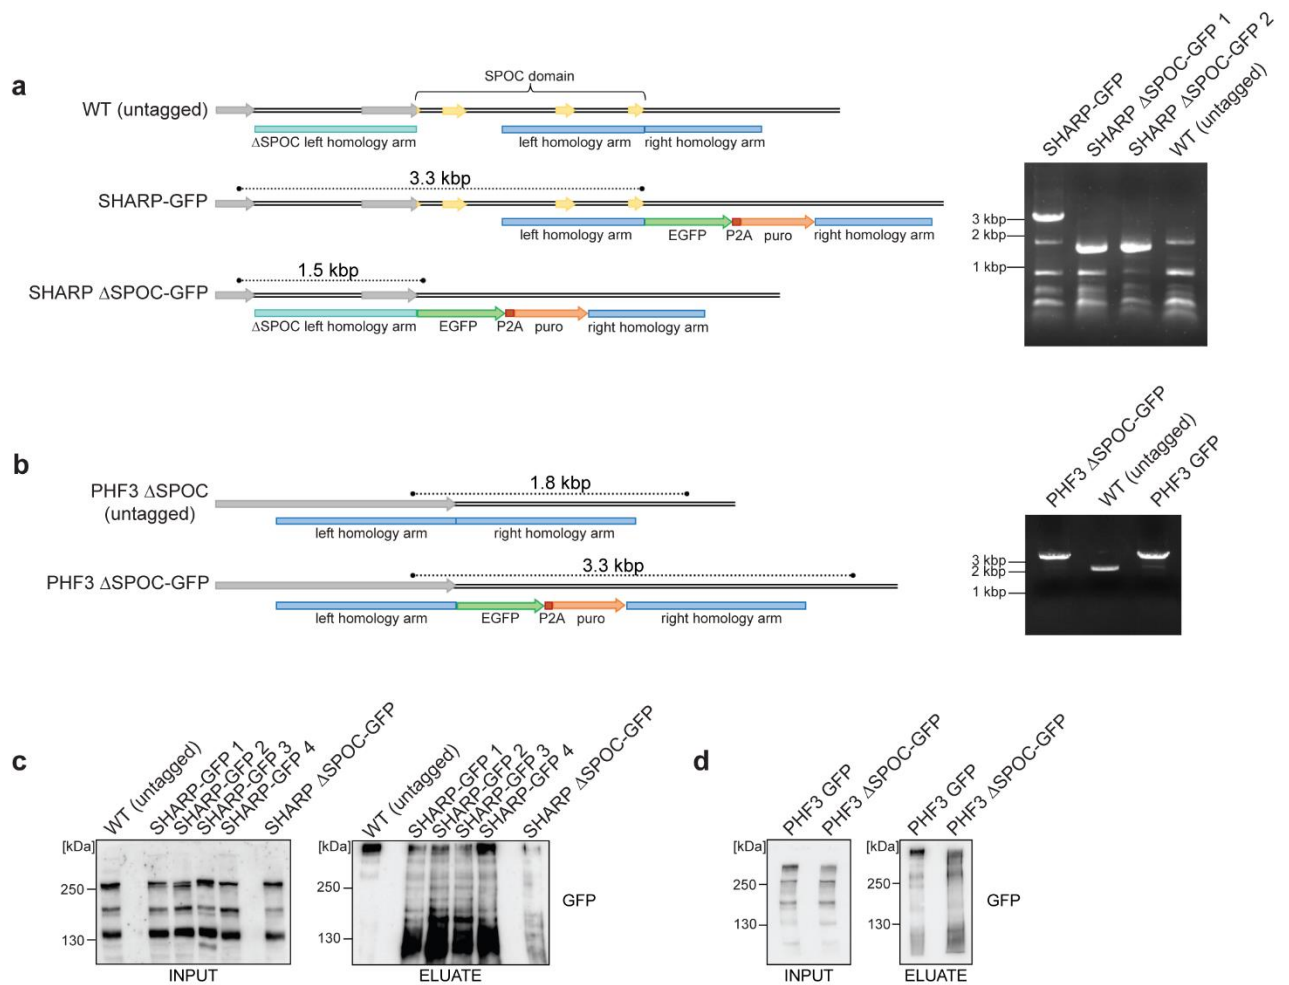 a
SPOC domain
WT (untagged)
ΔSPOC left homology arm
left homology arm
right homology arm
3.3 kbp
SHARP-GFP
left homology arm
EGFP
P2A
puro
right homology arm
1.5 kbp
SHARP ΔSPOC-GFP
ΔSPOC left homology arm
EGFP
P2A
puro
right homology arm
SHARP-GFP
SHARP ΔSPOC-GFP 1
SHARP ΔSPOC-GFP 2
WT (untagged)
3 kbp
2 kbp
1 kbp
b
PHF3 ΔSPOC
(untagged)
1.8 kbp
left homology arm
right homology arm
PHF3 ΔSPOC-GFP
3.3 kbp
left homology arm
EGFP
P2A
puro
right homology arm
PHF3 ΔSPOC-GFP
WT (untagged)
PHF3 GFP
3 kbp
2 kbp
1 kbp
c
WT (untagged)
SHARP-GFP 1
SHARP-GFP 2
SHARP-GFP 3
SHARP-GFP 4
SHARP ΔSPOC-GFP
[kDa]
250
130
INPUT
WT (untagged)
SHARP-GFP 1
SHARP-GFP 2
SHARP-GFP 3
SHARP-GFP 4
SHARP ΔSPOC-GFP
[kDa]
250
130
GFP
ELUATE
d
PHF3 GFP
PHF3 ΔSPOC-GFP
[kDa]
250
130
INPUT
PHF3 GFP
PHF3 ΔSPOC-GFP
[kDa]
250
130
GFP
ELUATE